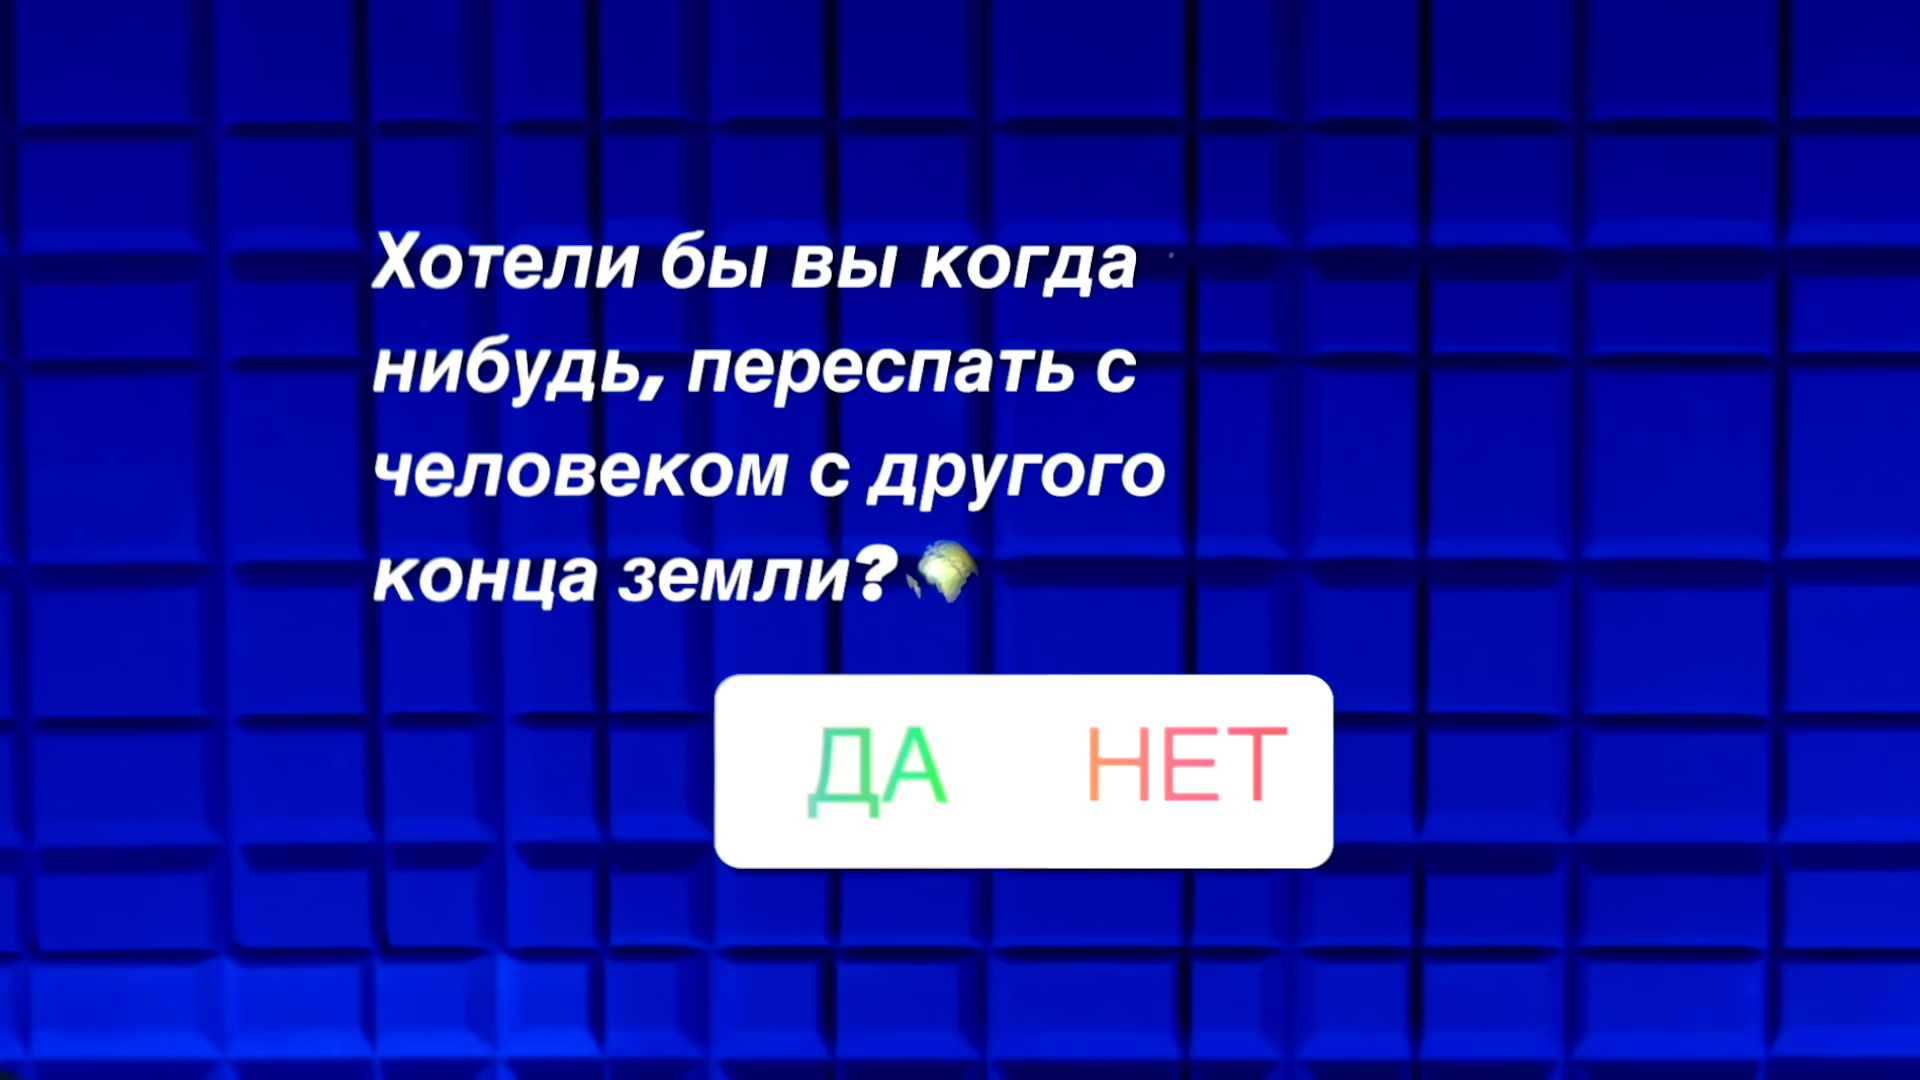 Хотели бы вы когда
нибудь, переспать с
человеком с другого
конца земли?
ДА НЕТ